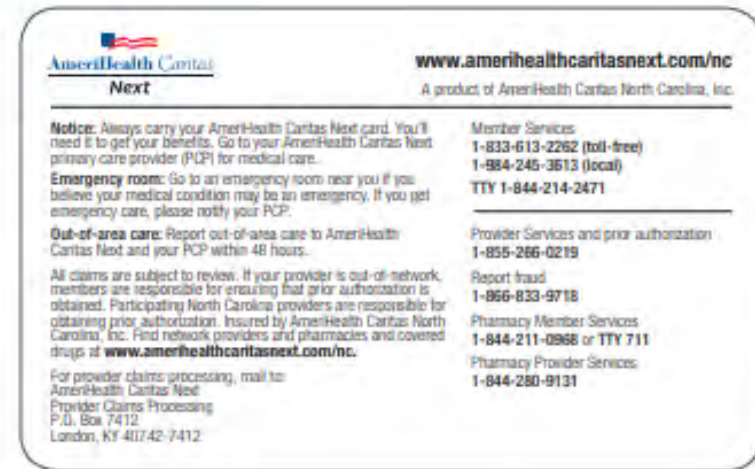 AmeriHealth Caritas
Next
www.amerihealthcaritasnext.com/nc
A product of AmeriHealth Caritas North Carolina, Inc.
Notice: Always carry your AmeriHealth Caritas Next card. You'll
need it to get your benefits. Go to your AmeriHealth Caritas Next
primary care provider (PCP) for medical care.
Emergency room: Go to an emergency room near you if you
believe your medical condition may be an emergency. If you get
emergency care, please notify your PCP.
Out-of-area care: Report out-of-area care to AmeriHealth
Caritas Next and your PCP within 48 hours.
All claims are subject to review. If your provider is out-of-network,
members are responsible for ensuring that prior authorization is
obtained. Participating North Carolina providers are responsible for
obtaining prior authorization. Insured by AmeriHealth Caritas North
Carolina, Inc. Find network providers and pharmacies and covered
drugs at www.amerihealthcaritasnext.com/nc.
For provider claims processing, mail to:
AmeriHealth Caritas Next
Provider Claims Processing
P.O. Box 7412
London, KY 40742-7412
Member Services
1-833-613-2262 (toll-free)
1-984-245-3613 (local)
TTY 1-844-214-2471
Provider Services and prior authorization
1-855-266-0219
Report fraud
1-866-833-9718
Pharmacy Member Services
1-844-211-0968 or TTY 711
Pharmacy Provider Services
1-844-280-9131